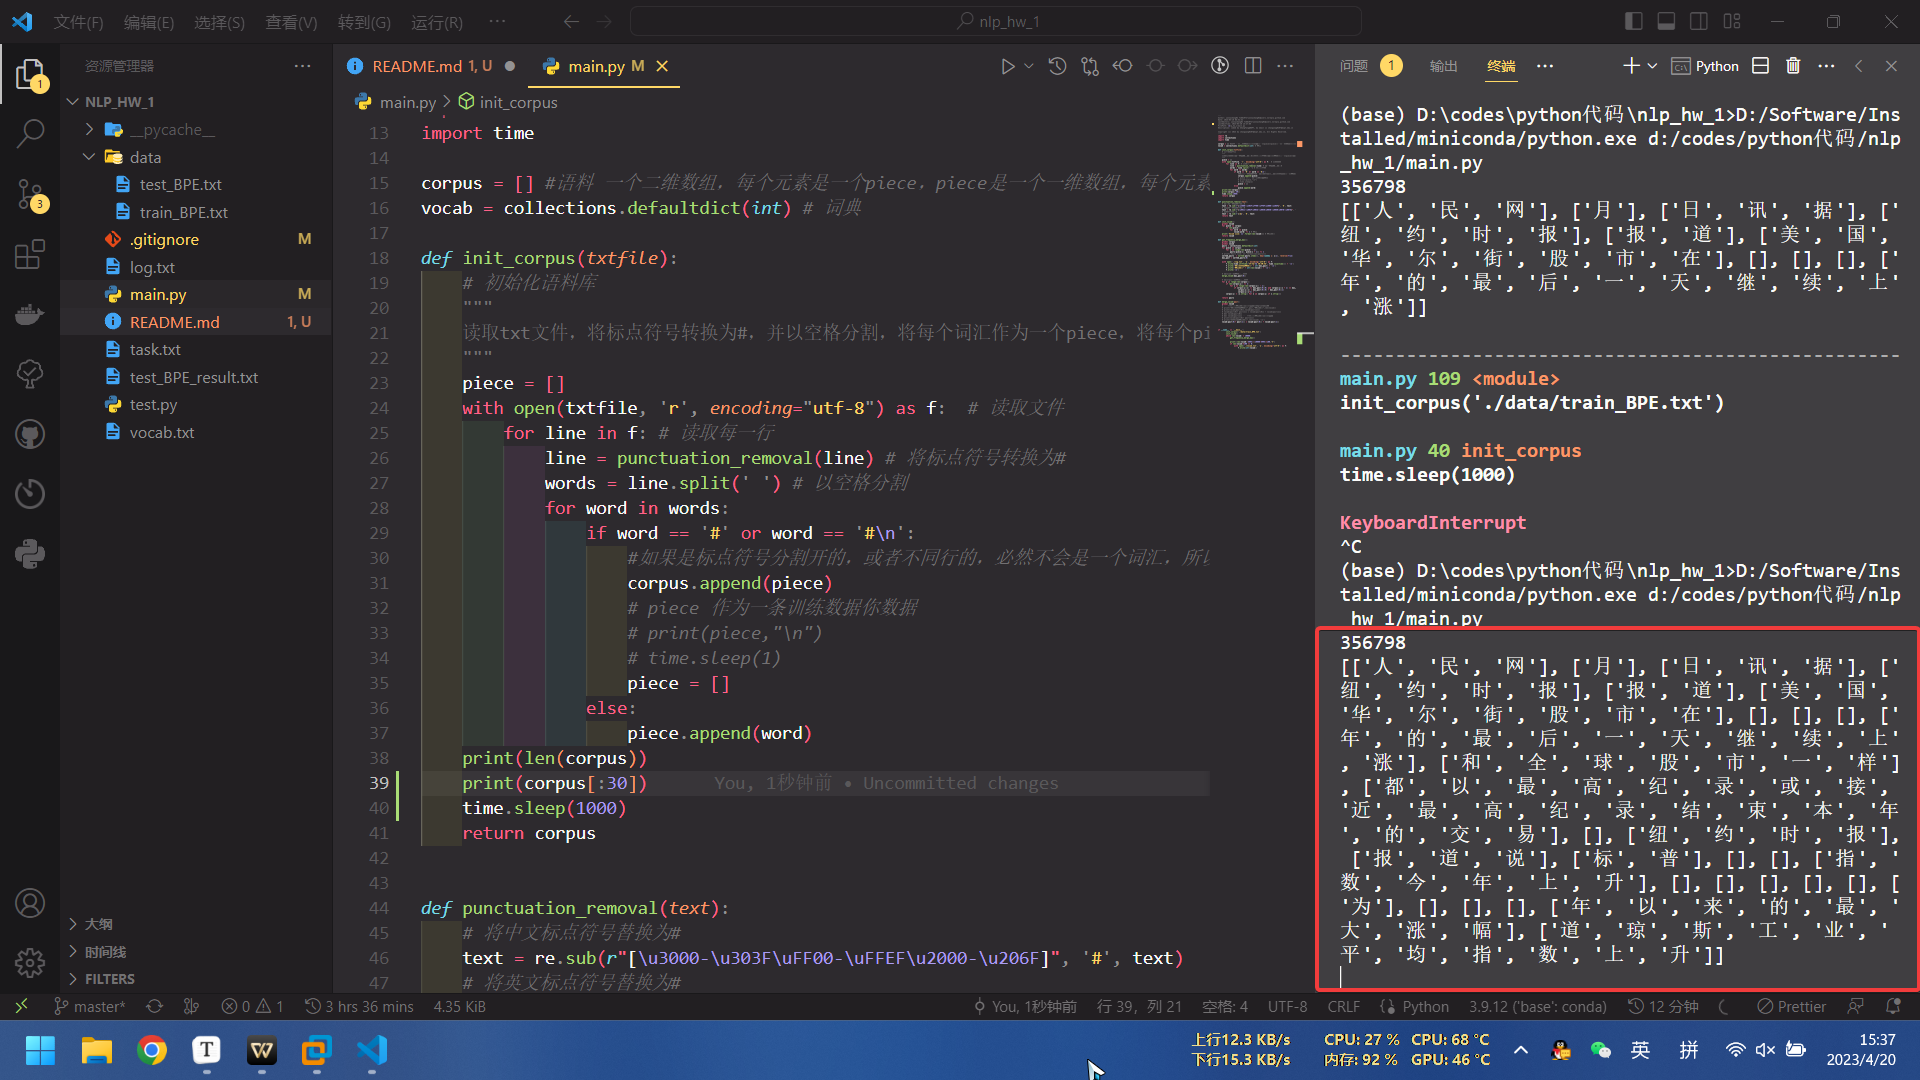 文件(F) 编辑(E) 选择(S) 查看(V) 转到(G) 运行(R) ··· nlp_hw_1
资源管理器 ···
NLP_HW_1
__pycache__
data
test_BPE.txt
train_BPE.txt
.gitignore M
log.txt
main.py M
README.md 1, U
task.txt
test_BPE_result.txt
test.py
vocab.txt
大纲
时间线
FILTERS
1
3
README.md 1, U ● main.py M ×
main.py > init_corpus
13 import time
14
15 corpus = [] #语料 一个二维数组，每个元素是一个piece，piece是一个一维数组，每个元素
16 vocab = collections.defaultdict(int) # 词典
17
18 def init_corpus(txtfile):
19 # 初始化语料库
20 """
21 读取txt文件，将标点符号转换为#，并以空格分割，将每个词汇作为一个piece，将每个pi
22 """
23 piece = []
24 with open(txtfile, 'r', encoding="utf-8") as f: # 读取文件
25 for line in f: # 读取每一行
26 line = punctuation_removal(line) # 将标点符号转换为#
27 words = line.split(' ') # 以空格分割
28 for word in words:
29 if word == '#' or word == '#\n':
30 #如果是标点符号分割开的，或者不同行的，必然不会是一个词汇，所以
31 corpus.append(piece)
32 # piece 作为一条训练数据你数据
33 # print(piece,"\n")
34 # time.sleep(1)
35 piece = []
36 else:
37 piece.append(word)
38 print(len(corpus))
39 print(corpus[:30]) You, 1秒钟前 • Uncommitted changes
40 time.sleep(1000)
41 return corpus
42
43
44 def punctuation_removal(text):
45 # 将中文标点符号替换为#
46 text = re.sub(r"[\u3000-\u303F\uFF00-\uFFEF\u2000-\u206F]", '#', text)
47 # 将英文标点符号替换为#
问题 1 输出 终端 ··· Python ···
(base) D:\codes\python代码\nlp_hw_1>D:/Software/Ins
talled/miniconda/python.exe d:/codes/python代码/nlp
_hw_1/main.py
356798
[['人', '民', '网'], ['月'], ['日', '讯', '据'], ['
纽', '约', '时', '报'], ['报', '道'], ['美', '国',
'华', '尔', '街', '股', '市', '在'], [], [], [], ['
年', '的', '最', '后', '一', '天', '继', '续', '上'
, '涨']]
---------------------------------------------------
main.py 109 <module>
init_corpus('./data/train_BPE.txt')
main.py 40 init_corpus
time.sleep(1000)
KeyboardInterrupt
^C
(base) D:\codes\python代码\nlp_hw_1>D:/Software/Ins
talled/miniconda/python.exe d:/codes/python代码/nlp
_hw_1/main.py
356798
[['人', '民', '网'], ['月'], ['日', '讯', '据'], ['
纽', '约', '时', '报'], ['报', '道'], ['美', '国',
'华', '尔', '街', '股', '市', '在'], [], [], [], ['
年', '的', '最', '后', '一', '天', '继', '续', '上'
, '涨'], ['和', '全', '球', '股', '市', '一', '样']
, ['都', '以', '最', '高', '纪', '录', '或', '接', '
近', '最', '高', '纪', '录', '结', '束', '本', '年'
, '的', '交', '易'], [], ['纽', '约', '时', '报'],
['报', '道', '说'], ['标', '普'], [], [], ['指', '
数', '今', '年', '上', '升'], [], [], [], [], [], [
'为'], [], [], [], ['年', '以', '来', '的', '最', '
大', '涨', '幅'], ['道', '琼', '斯', '工', '业', '
平', '均', '指', '数', '上', '升']]
master* 0 1 3 hrs 36 mins 4.35 KiB You, 1秒钟前 行 39，列 21 空格: 4 UTF-8 CRLF Python 3.9.12 ('base': conda) 12 分钟 Prettier
上行12.3 KB/s CPU: 27 % CPU: 68 °C
下行15.3 KB/s 内存: 92 % GPU: 46 °C
英 拼
15:37
2023/4/20